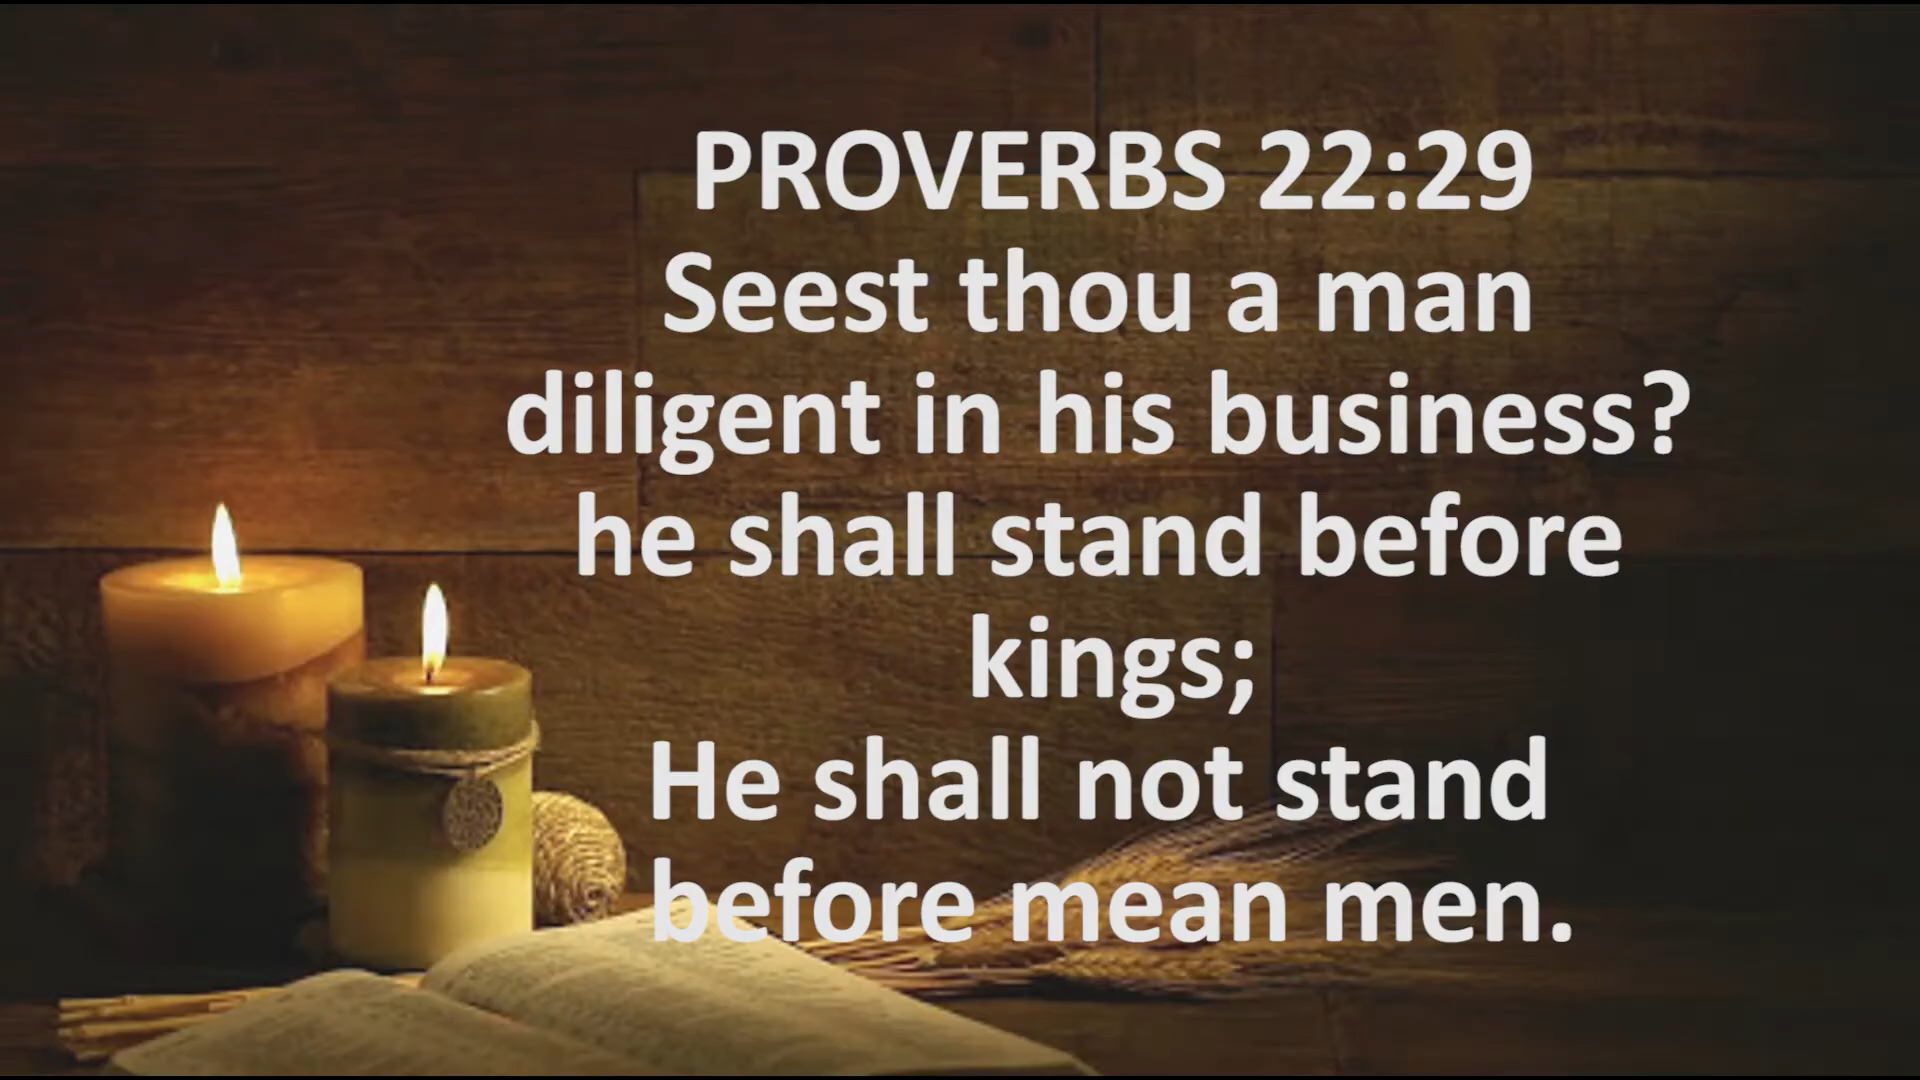 PROVERBS 22:29
Seest thou a man
diligent in his business?
he shall stand before
kings;
He shall not stand
before mean men.